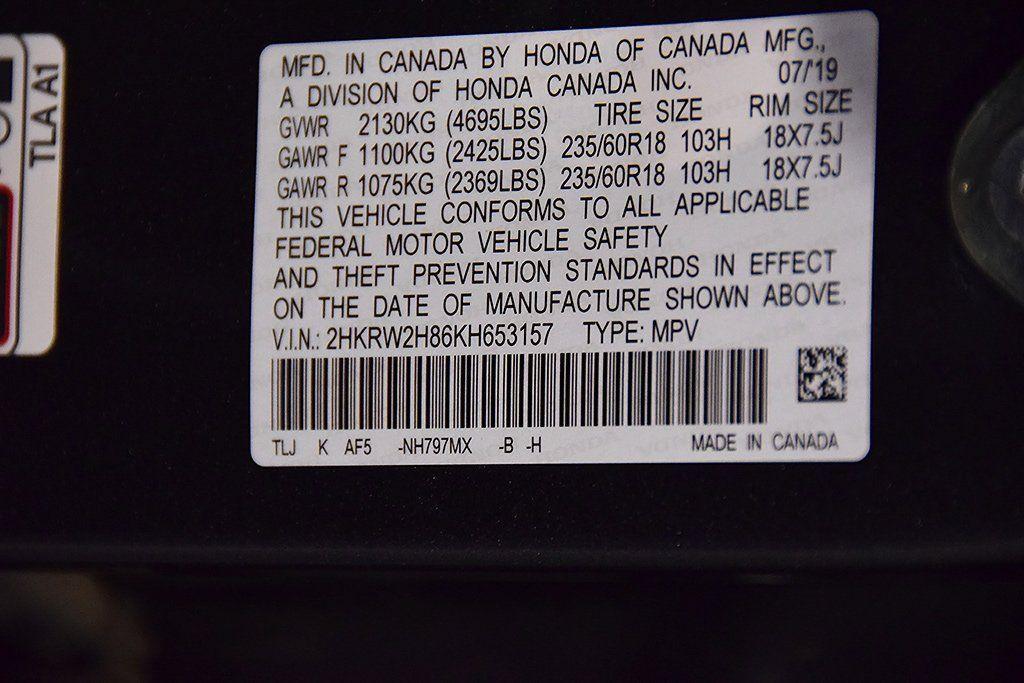 TLA A1
MFD. IN CANADA BY HONDA OF CANADA MFG.,
A DIVISION OF HONDA CANADA INC. 07/19
GVWR 2130KG (4695LBS) TIRE SIZE RIM SIZE
GAWR F 1100KG (2425LBS) 235/60R18 103H 18X7.5J
GAWR R 1075KG (2369LBS) 235/60R18 103H 18X7.5J
THIS VEHICLE CONFORMS TO ALL APPLICABLE
FEDERAL MOTOR VEHICLE SAFETY
AND THEFT PREVENTION STANDARDS IN EFFECT
ON THE DATE OF MANUFACTURE SHOWN ABOVE.
V.I.N.: 2HKRW2H86KH653157 TYPE: MPV
TLJ K AF5 -NH797MX -B -H MADE IN CANADA